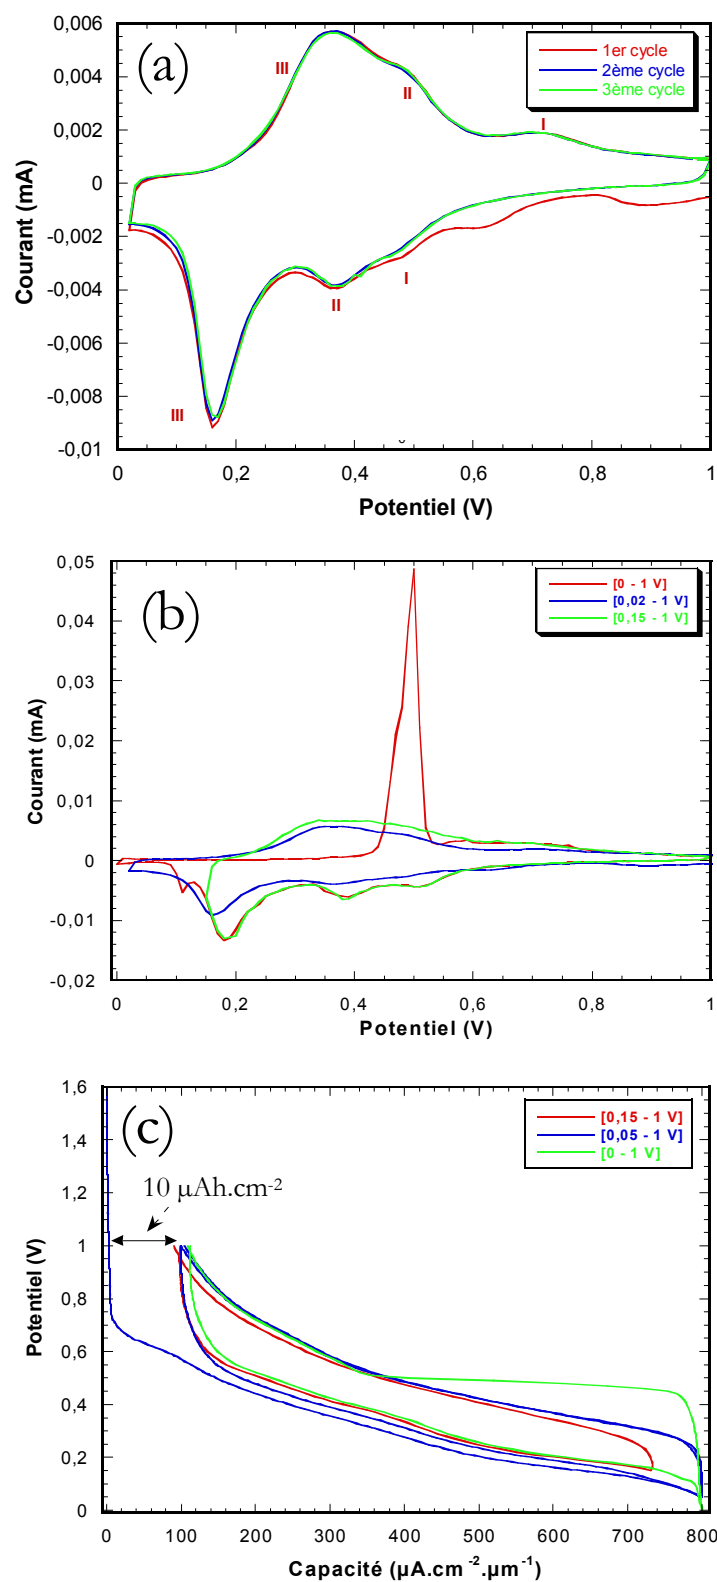 (a)
1er cycle
2ème cycle
3ème cycle
III
II
I
I
II
III
Courant (mA)
0,006
0,004
0,002
0
-0,002
-0,004
-0,006
-0,008
-0,01
0
0,2
0,4
0,6
0,8
1
Potentiel (V)
(b)
[0 - 1 V]
[0,02 - 1 V]
[0,15 - 1 V]
Courant (mA)
0,05
0,04
0,03
0,02
0,01
0
-0,01
-0,02
0
0,2
0,4
0,6
0,8
1
Potentiel (V)
(c)
[0,15 - 1 V]
[0,05 - 1 V]
[0 - 1 V]
10 µAh.cm-2
Potentiel (V)
1,6
1,4
1,2
1
0,8
0,6
0,4
0,2
0
0
100
200
300
400
500
600
700
800
Capacité (µA.cm-2.µm-1)